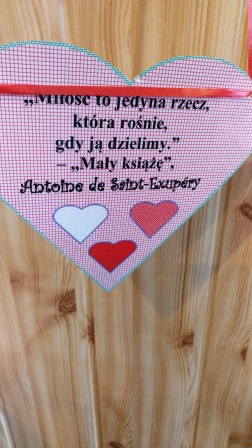 „Miłość to jedyna rzecz,
która rośnie,
gdy ją dzielimy.”
– „Mały książę”,
Antoine de Saint-Exupéry